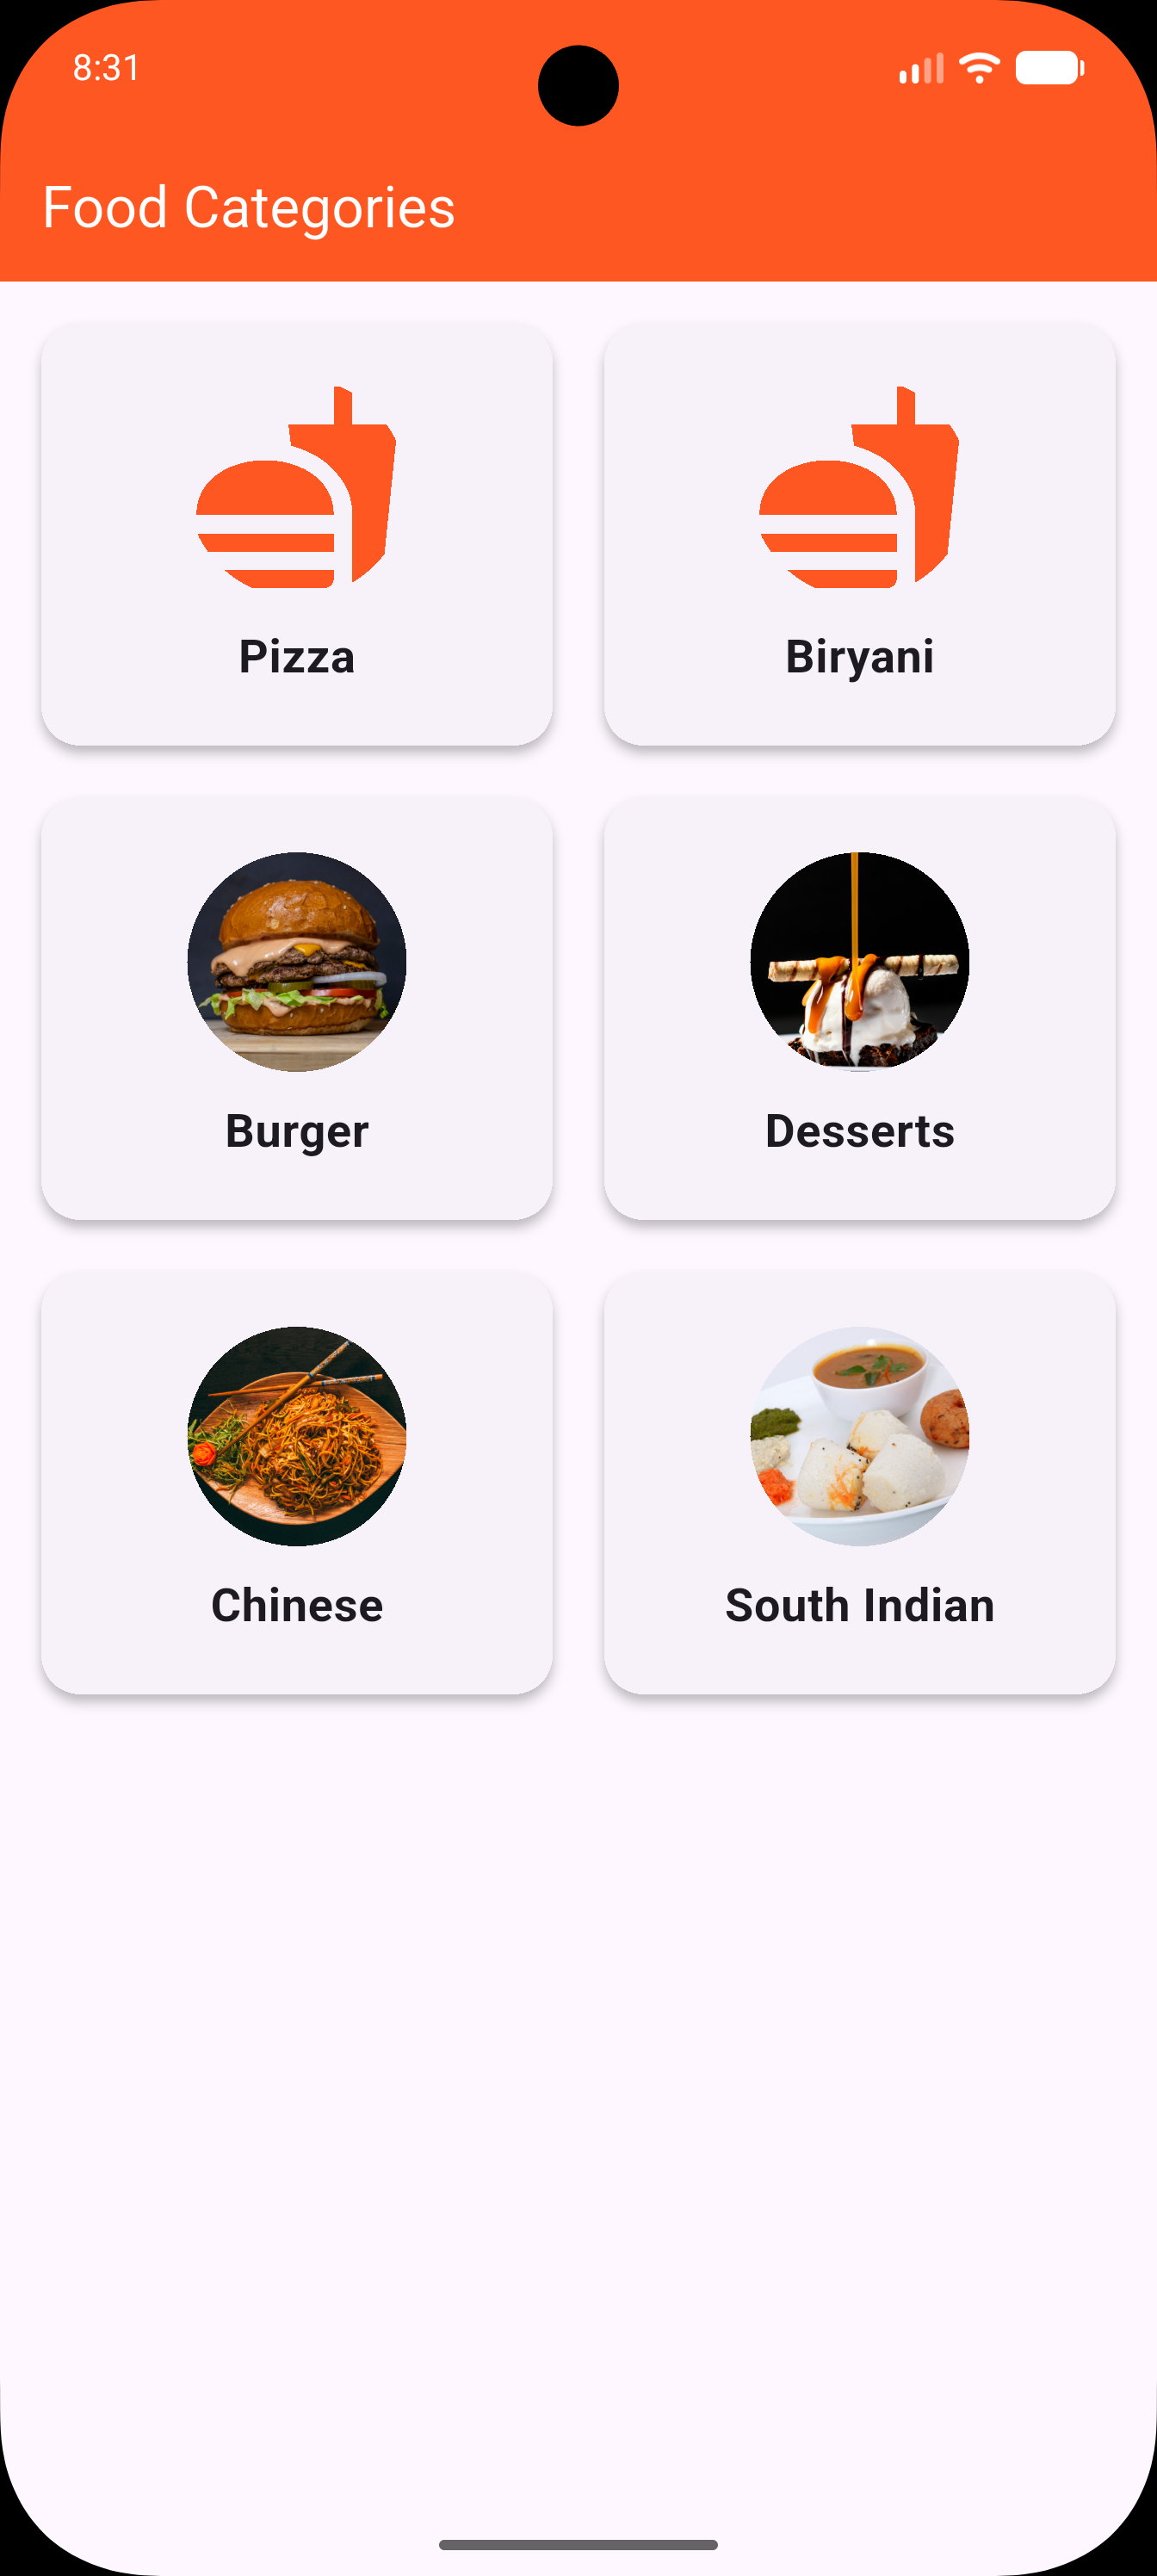 8:31
Food Categories
Pizza
Biryani
Burger
Desserts
Chinese
South Indian